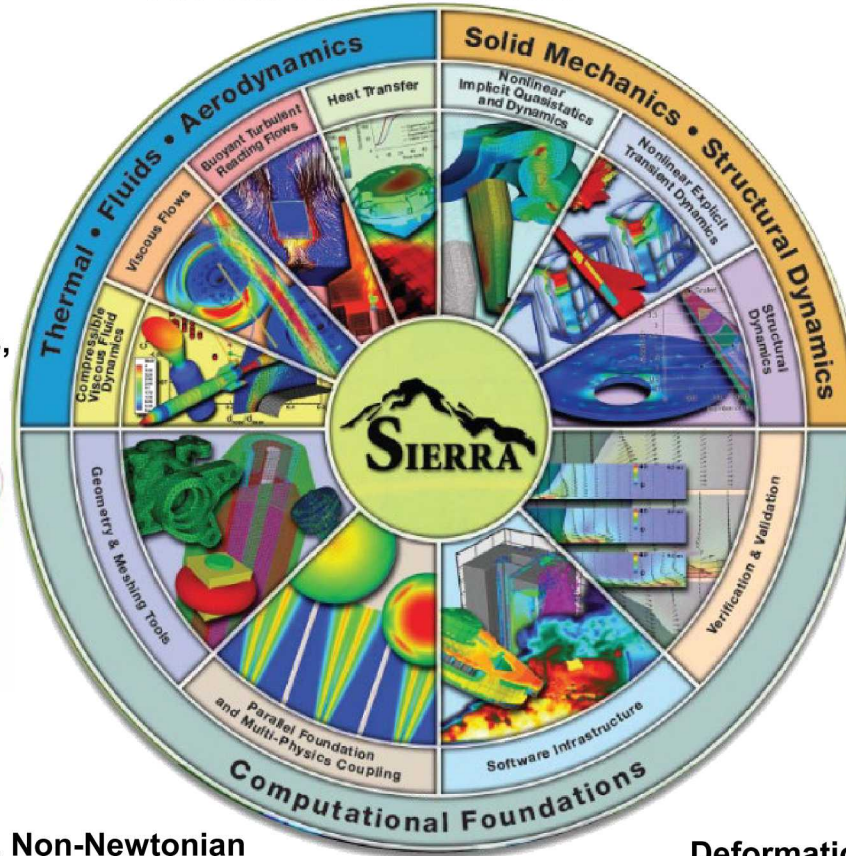 Thermal • Fluids • Aerodynamics
Solid Mechanics • Structural Dynamics
Heat Transfer
Buoyant Turbulent
Reacting Flows
Viscous Flows
Compressible
Viscous Fluid
Dynamics
Nonlinear
Implicit Quasistatics
and Dynamics
Nonlinear Explicit
Transient Dynamics
Structural
Dynamics
SIERRA
Geometry & Meshing Tools
Parallel Foundation
and Multi-Physics Coupling
Software Infrastructure
Verification & Validation
Computational Foundations
Non-Newtonian